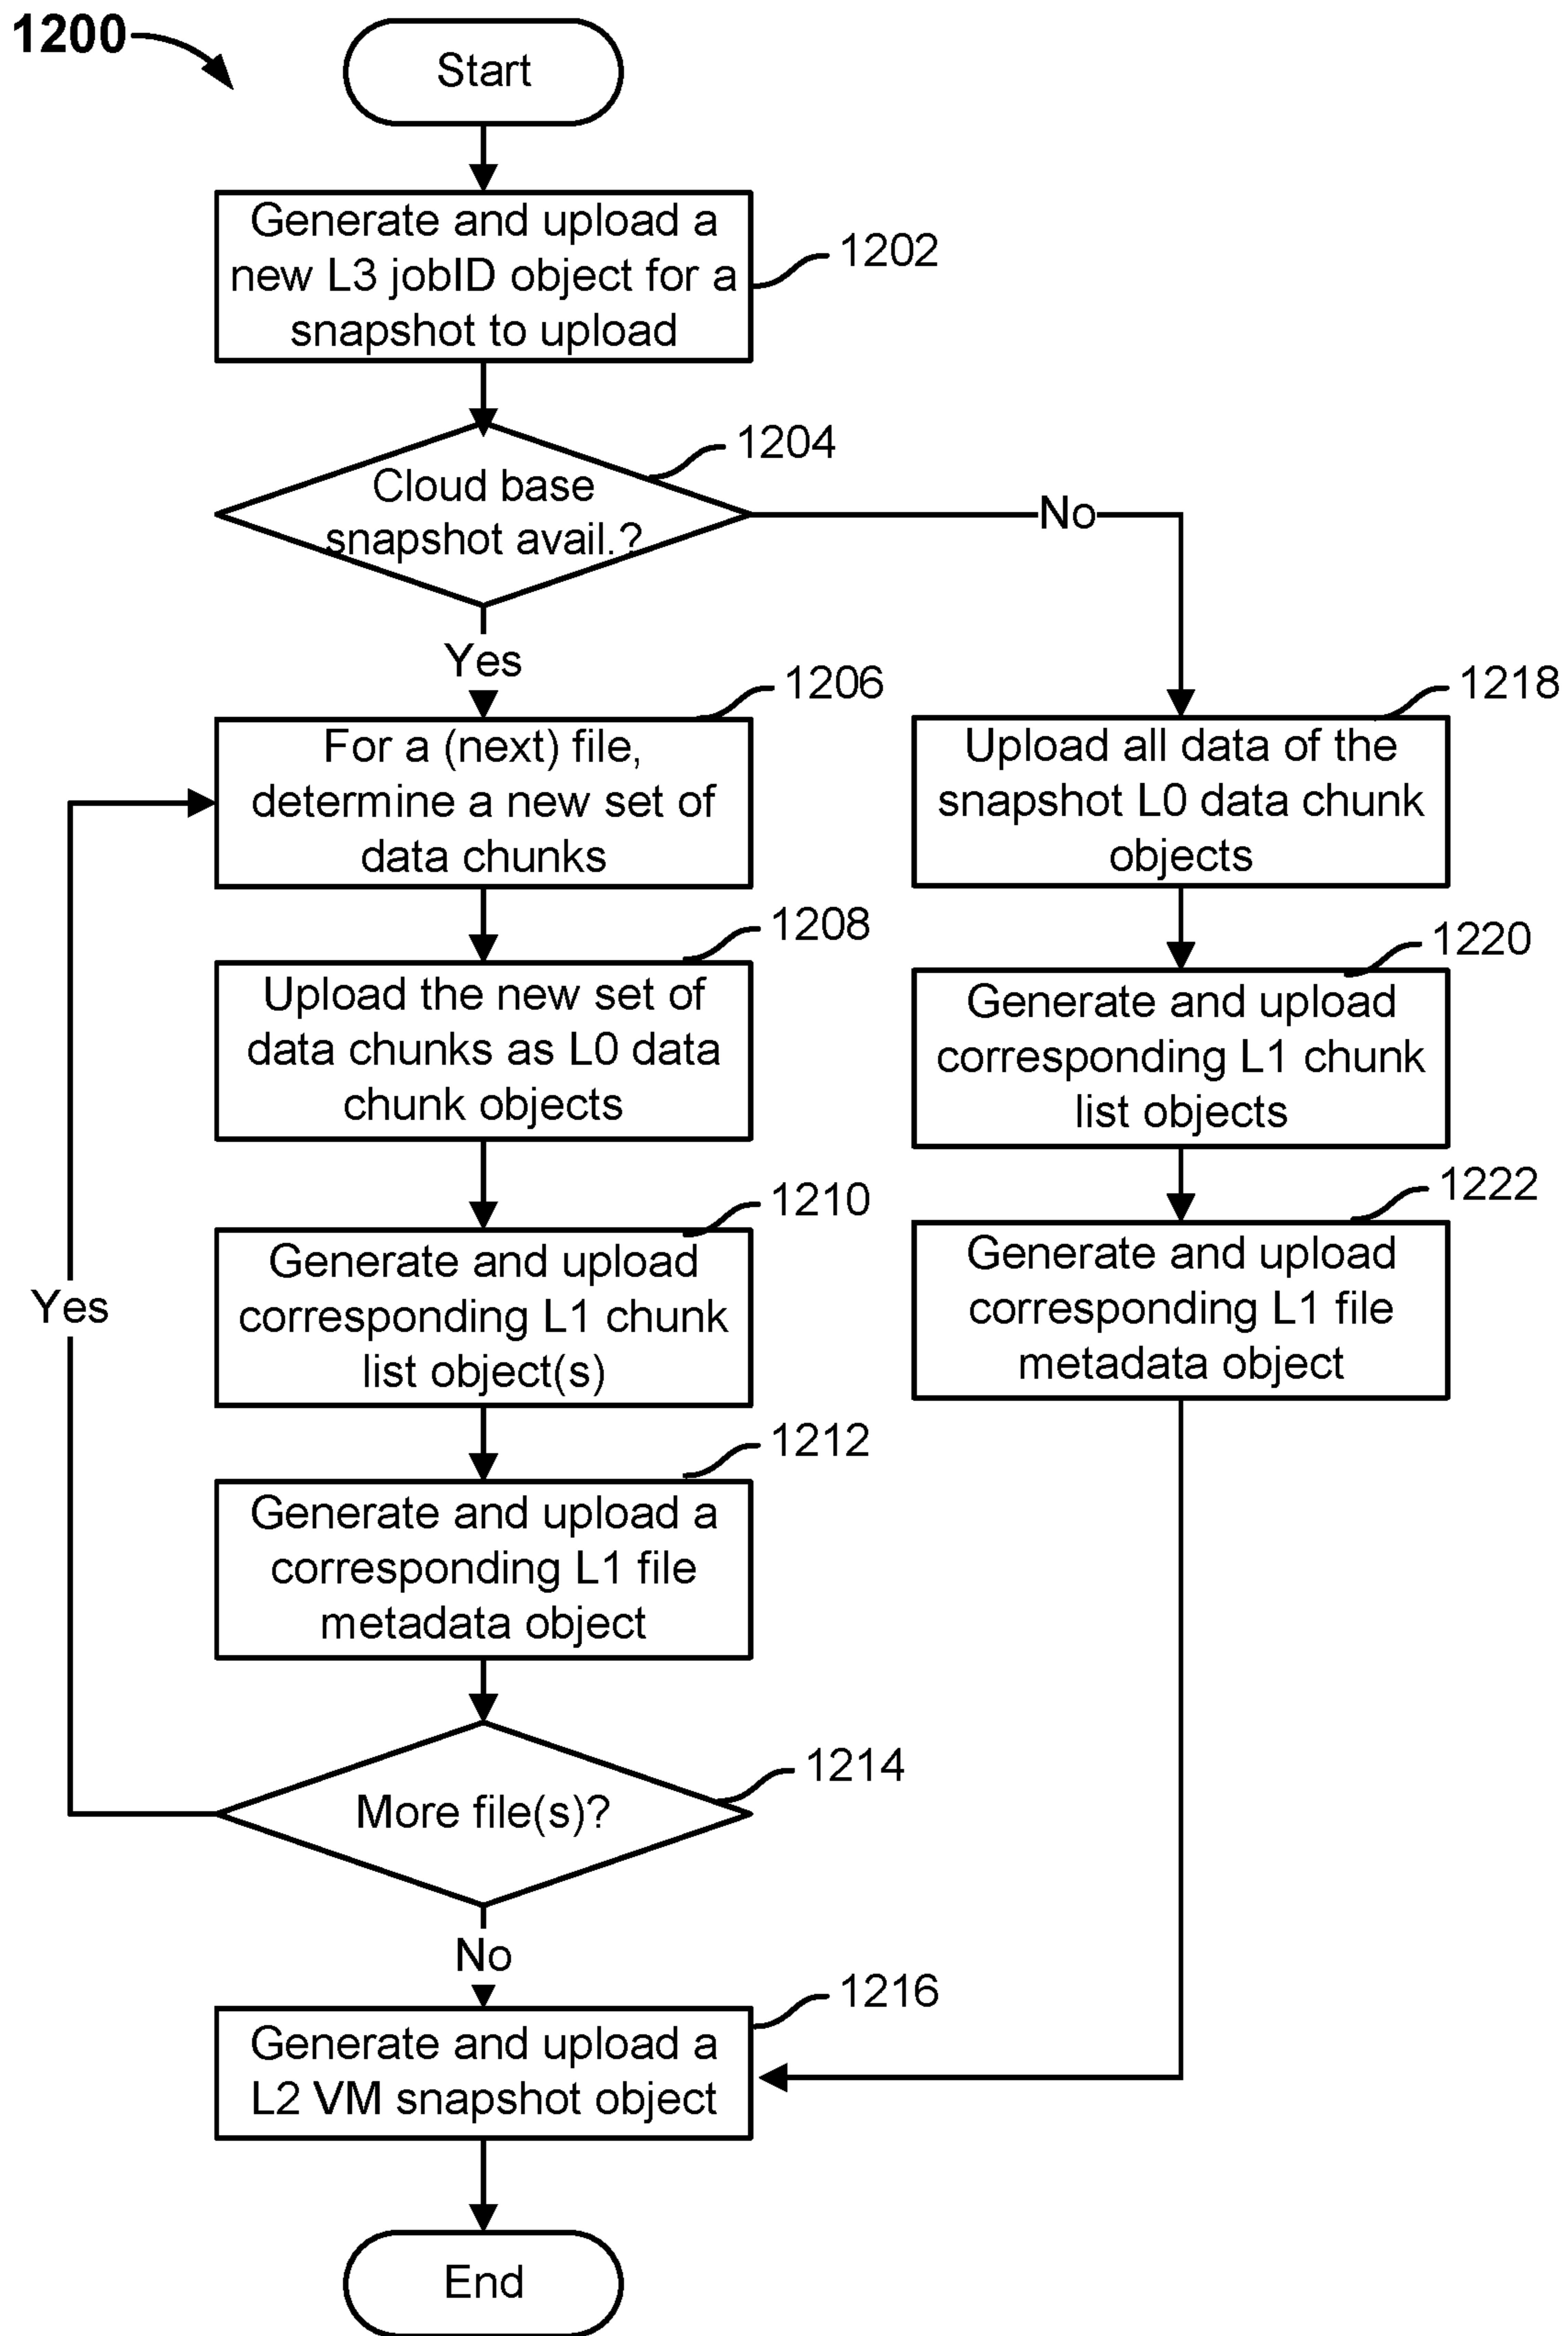 1200
Start
Generate and upload a
new L3 jobID object for a
snapshot to upload
1202
1204
Cloud base
snapshot avail.?
No
Yes
1206
For a (next) file,
determine a new set of
data chunks
1218
Upload all data of the
snapshot L0 data chunk
objects
1208
Upload the new set of
data chunks as L0 data
chunk objects
1220
Generate and upload
corresponding L1 chunk
list objects
1210
Generate and upload
corresponding L1 chunk
list object(s)
1222
Generate and upload
corresponding L1 file
metadata object
Yes
1212
Generate and upload a
corresponding L1 file
metadata object
1214
More file(s)?
No
1216
Generate and upload a
L2 VM snapshot object
End